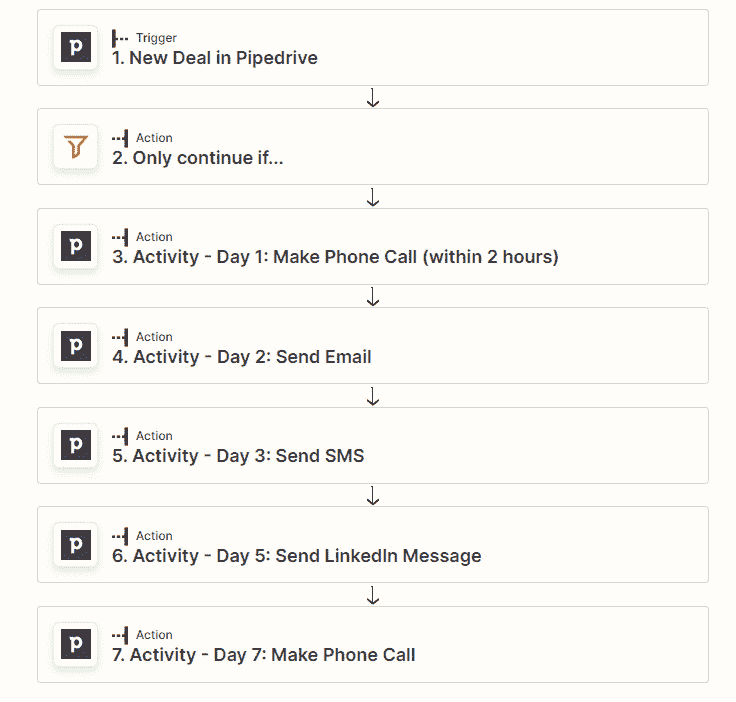 p
Trigger
1. New Deal in Pipedrive
Action
2. Only continue if...
p
Action
3. Activity - Day 1: Make Phone Call (within 2 hours)
p
Action
4. Activity - Day 2: Send Email
p
Action
5. Activity - Day 3: Send SMS
p
Action
6. Activity - Day 5: Send LinkedIn Message
p
Action
7. Activity - Day 7: Make Phone Call